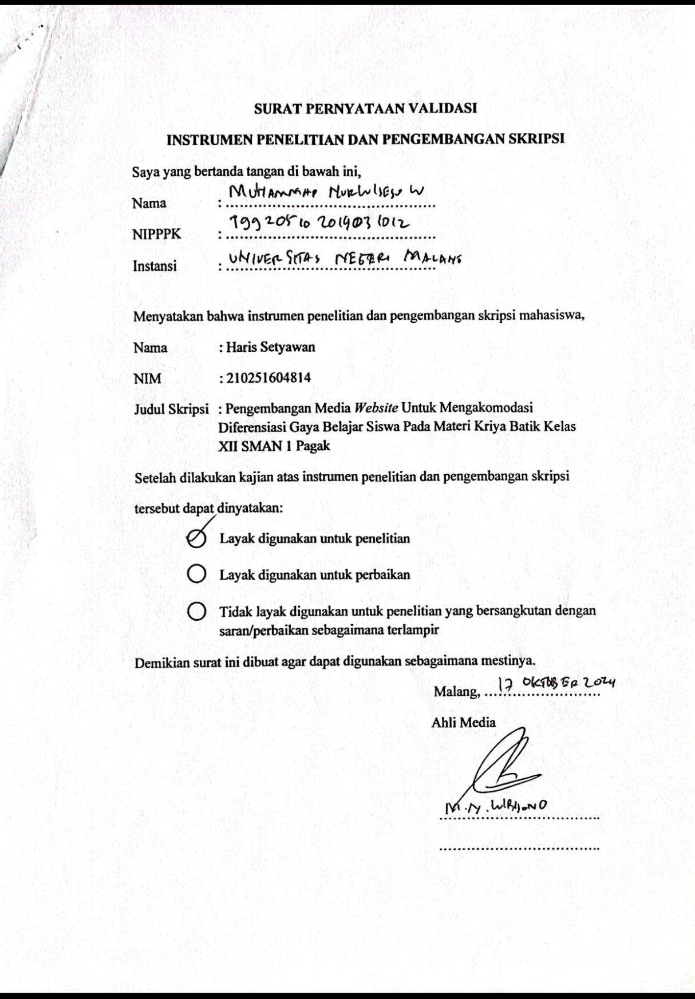 SURAT PERNYATAAN VALIDASI
INSTRUMEN PENELITIAN DAN PENGEMBANGAN SKRIPSI
Saya yang bertanda tangan di bawah ini,
Nama : MUHAMMAD NURWISESO W
NIPPPK : 199205102019031012
Instansi : UNIVERSITAS NEGERI MALANG
Menyatakan bahwa instrumen penelitian dan pengembangan skripsi mahasiswa,
Nama : Haris Setyawan
NIM : 210251604814
Judul Skripsi : Pengembangan Media Website Untuk Mengakomodasi
Diferensiasi Gaya Belajar Siswa Pada Materi Kriya Batik Kelas
XII SMAN 1 Pagak
Setelah dilakukan kajian atas instrumen penelitian dan pengembangan skripsi
tersebut dapat dinyatakan:
Layak digunakan untuk penelitian
Layak digunakan untuk perbaikan
Tidak layak digunakan untuk penelitian yang bersangkutan dengan
saran/perbaikan sebagaimana terlampir
Demikian surat ini dibuat agar dapat digunakan sebagaimana mestinya.
Malang, 17 OKTOBER 2024
Ahli Media
M.N.